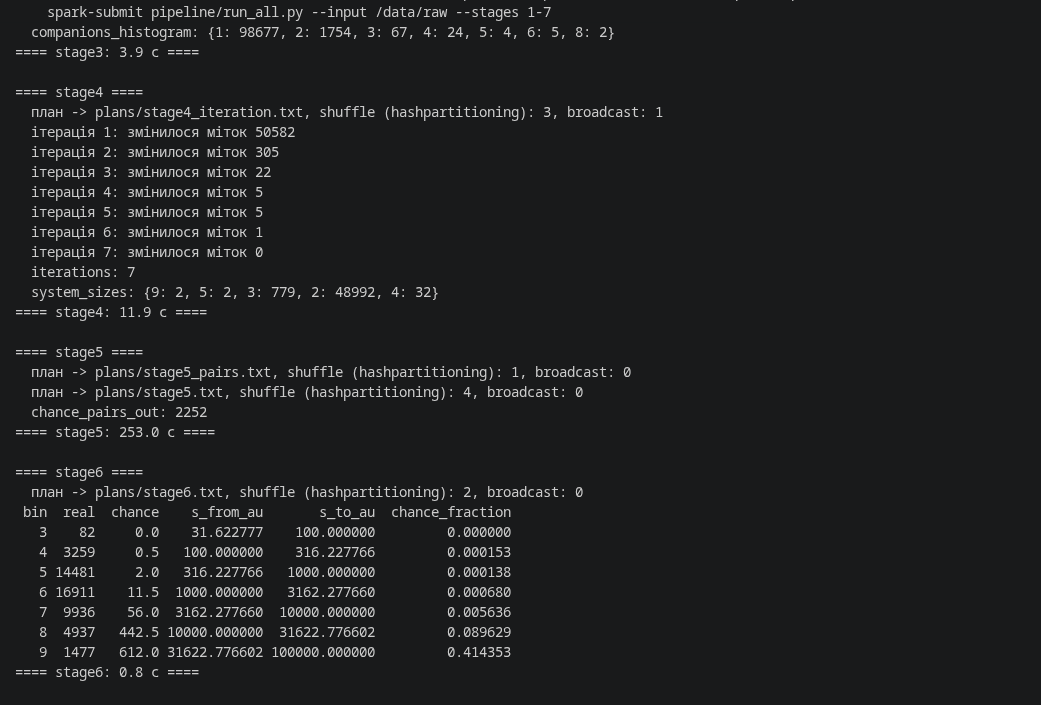 spark-submit pipeline/run_all.py --input /data/raw --stages 1-7
companions_histogram: {1: 98677, 2: 1754, 3: 67, 4: 24, 5: 4, 6: 5, 8: 2}
==== stage3: 3.9 с ====
==== stage4 ====
план -> plans/stage4_iteration.txt, shuffle (hashpartitioning): 3, broadcast: 1
ітерація 1: змінилося міток 50582
ітерація 2: змінилося міток 305
ітерація 3: змінилося міток 22
ітерація 4: змінилося міток 5
ітерація 5: змінилося міток 5
ітерація 6: змінилося міток 1
ітерація 7: змінилося міток 0
iterations: 7
system_sizes: {9: 2, 5: 2, 3: 779, 2: 48992, 4: 32}
==== stage4: 11.9 с ====
==== stage5 ====
план -> plans/stage5_pairs.txt, shuffle (hashpartitioning): 1, broadcast: 0
план -> plans/stage5.txt, shuffle (hashpartitioning): 4, broadcast: 0
chance_pairs_out: 2252
==== stage5: 253.0 с ====
==== stage6 ====
план -> plans/stage6.txt, shuffle (hashpartitioning): 2, broadcast: 0
bin real chance s_from_au s_to_au chance_fraction
3 82 0.0 31.622777 100.000000 0.000000
4 3259 0.5 100.000000 316.227766 0.000153
5 14481 2.0 316.227766 1000.000000 0.000138
6 16911 11.5 1000.000000 3162.277660 0.000680
7 9936 56.0 3162.277660 10000.000000 0.005636
8 4937 442.5 10000.000000 31622.776602 0.089629
9 1477 612.0 31622.776602 100000.000000 0.414353
==== stage6: 0.8 с ====